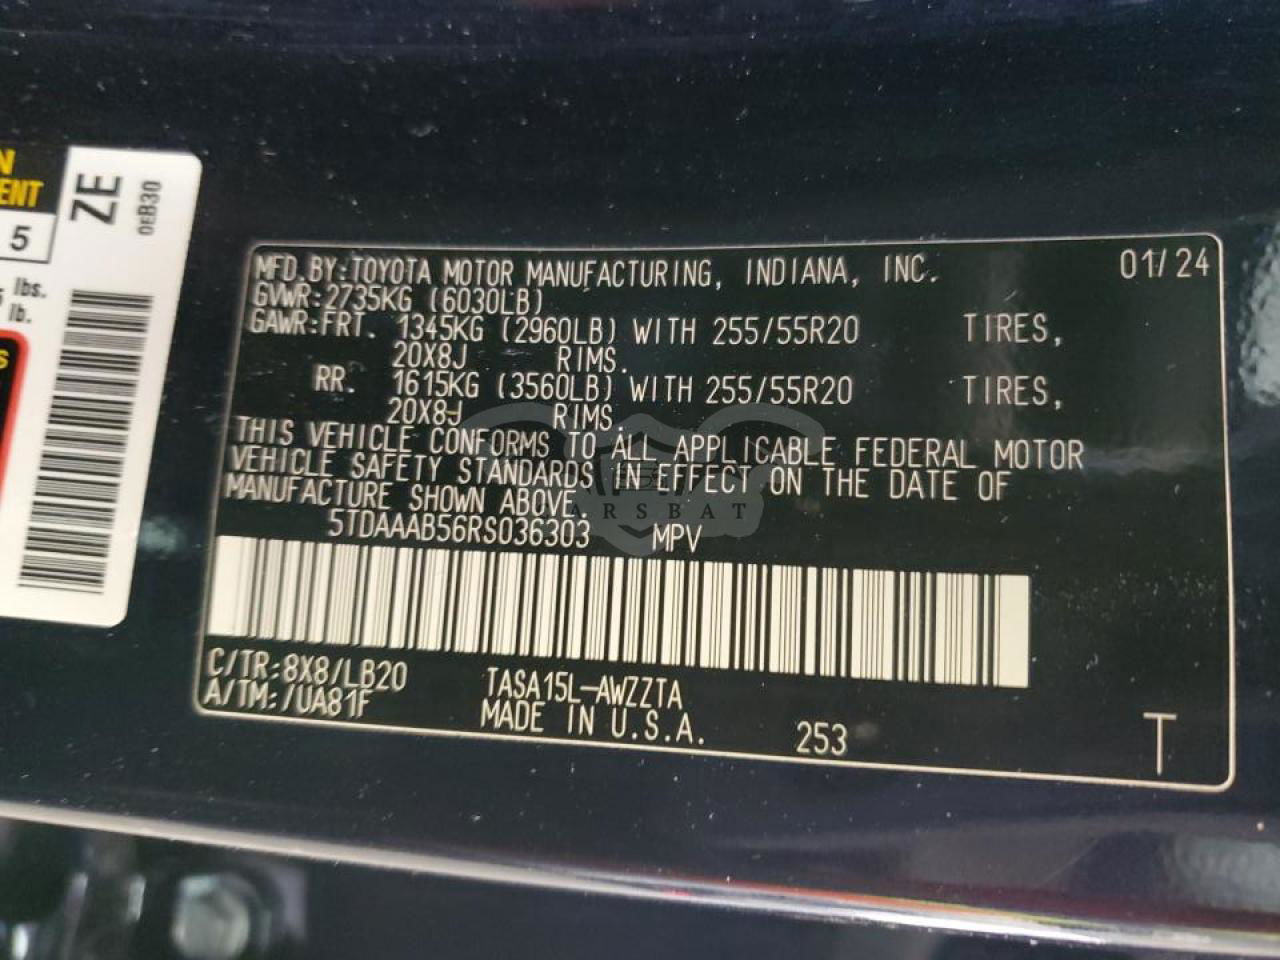 N
ENT
5
lbs.
lb.
S
ZE
0EB30
MFD.BY:TOYOTA MOTOR MANUFACTURING, INDIANA, INC. 01/24
GVWR:2735KG (6030LB)
GAWR:FRT. 1345KG (2960LB) WITH 255/55R20 TIRES,
20X8J RIMS.
RR. 1615KG (3560LB) WITH 255/55R20 TIRES,
20X8J RIMS.
THIS VEHICLE CONFORMS TO ALL APPLICABLE FEDERAL MOTOR
VEHICLE SAFETY STANDARDS IN EFFECT ON THE DATE OF
MANUFACTURE SHOWN ABOVE.
ARSBAT
5TDAAAB56RS036303 MPV
C/TR:8X8/LB20 TASA15L-AWZZTA
A/TM:/UA81F MADE IN U.S.A. 253 T